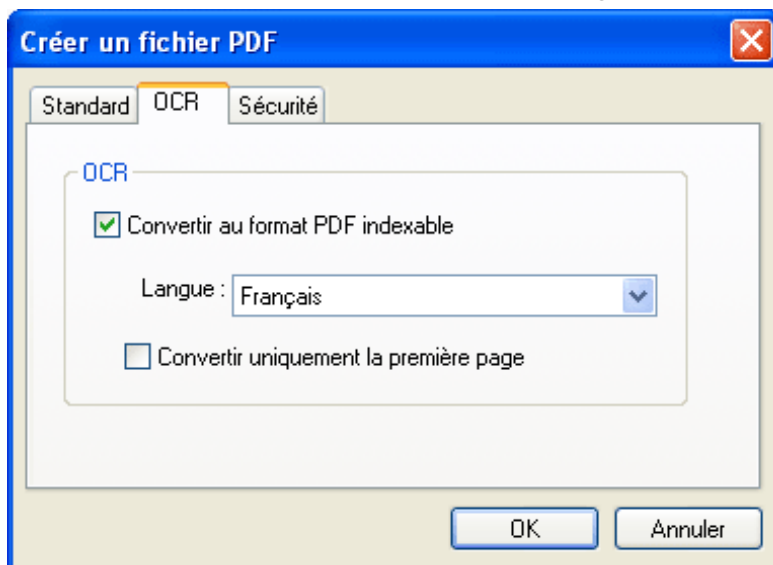 Créer un fichier PDF
Standard OCR Sécurité
OCR
Convertir au format PDF indexable
Langue : Français
Convertir uniquement la première page
OK Annuler